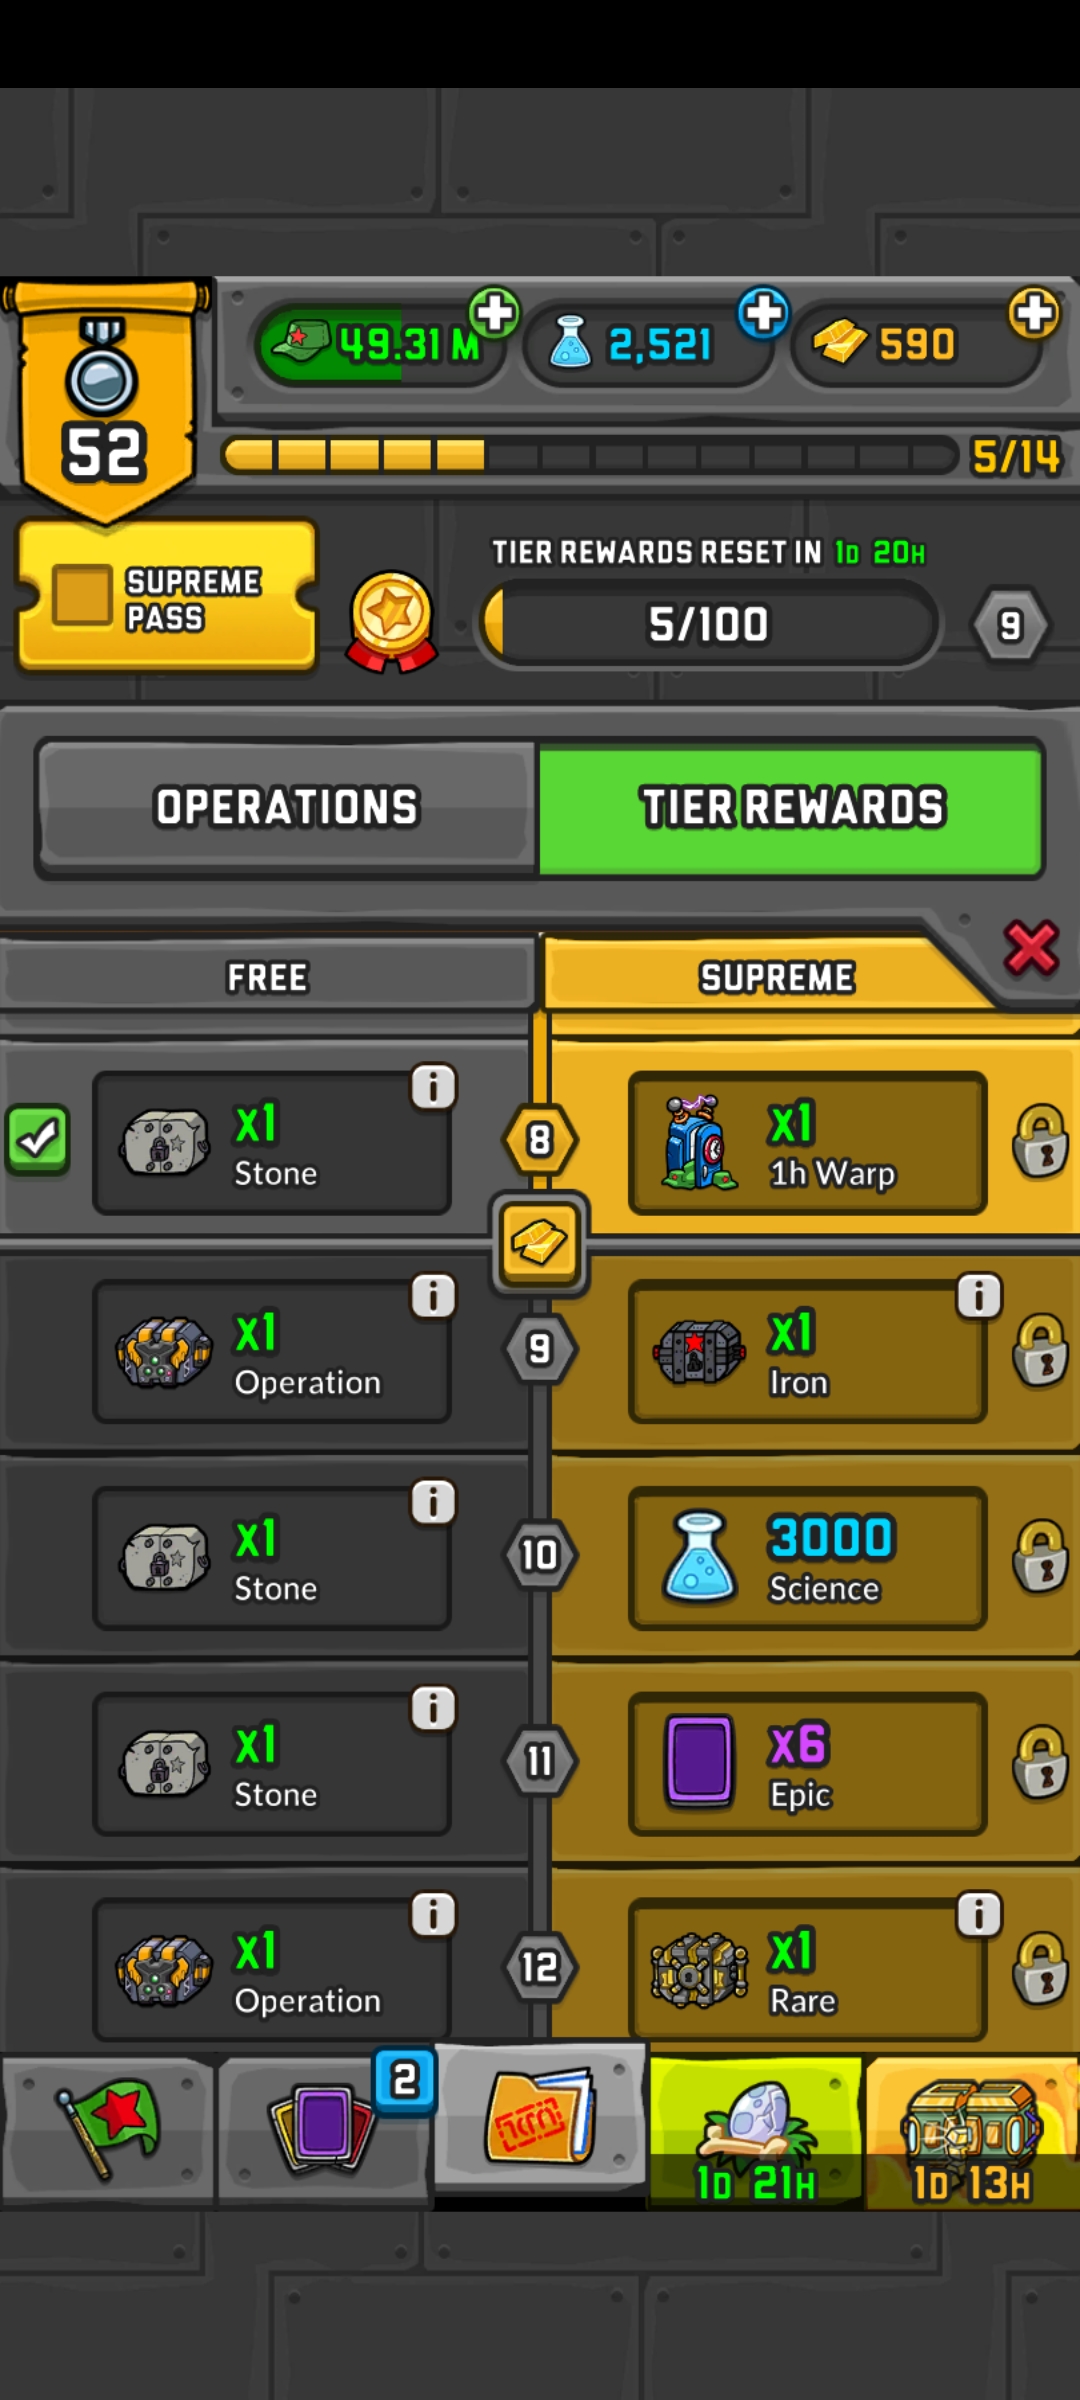 49.31 M
2,521
590
52
5/14
TIER REWARDS RESET IN 1D 20H
SUPREME
PASS
5/100
9
OPERATIONS
TIER REWARDS
FREE
SUPREME
i
X1
Stone
8
X1
1h Warp
i
X1
Operation
9
i
X1
Iron
i
X1
Stone
10
3000
Science
i
X1
Stone
11
X6
Epic
i
X1
Operation
12
i
X1
Rare
2
1D 21H
1D 13H